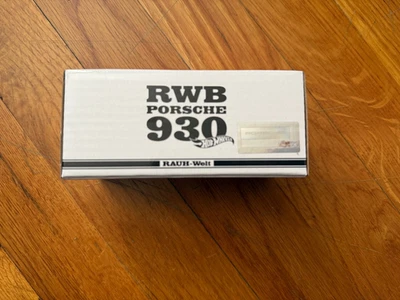 RWB
PORSCHE
930
Hot Wheels
RAUH-Welt